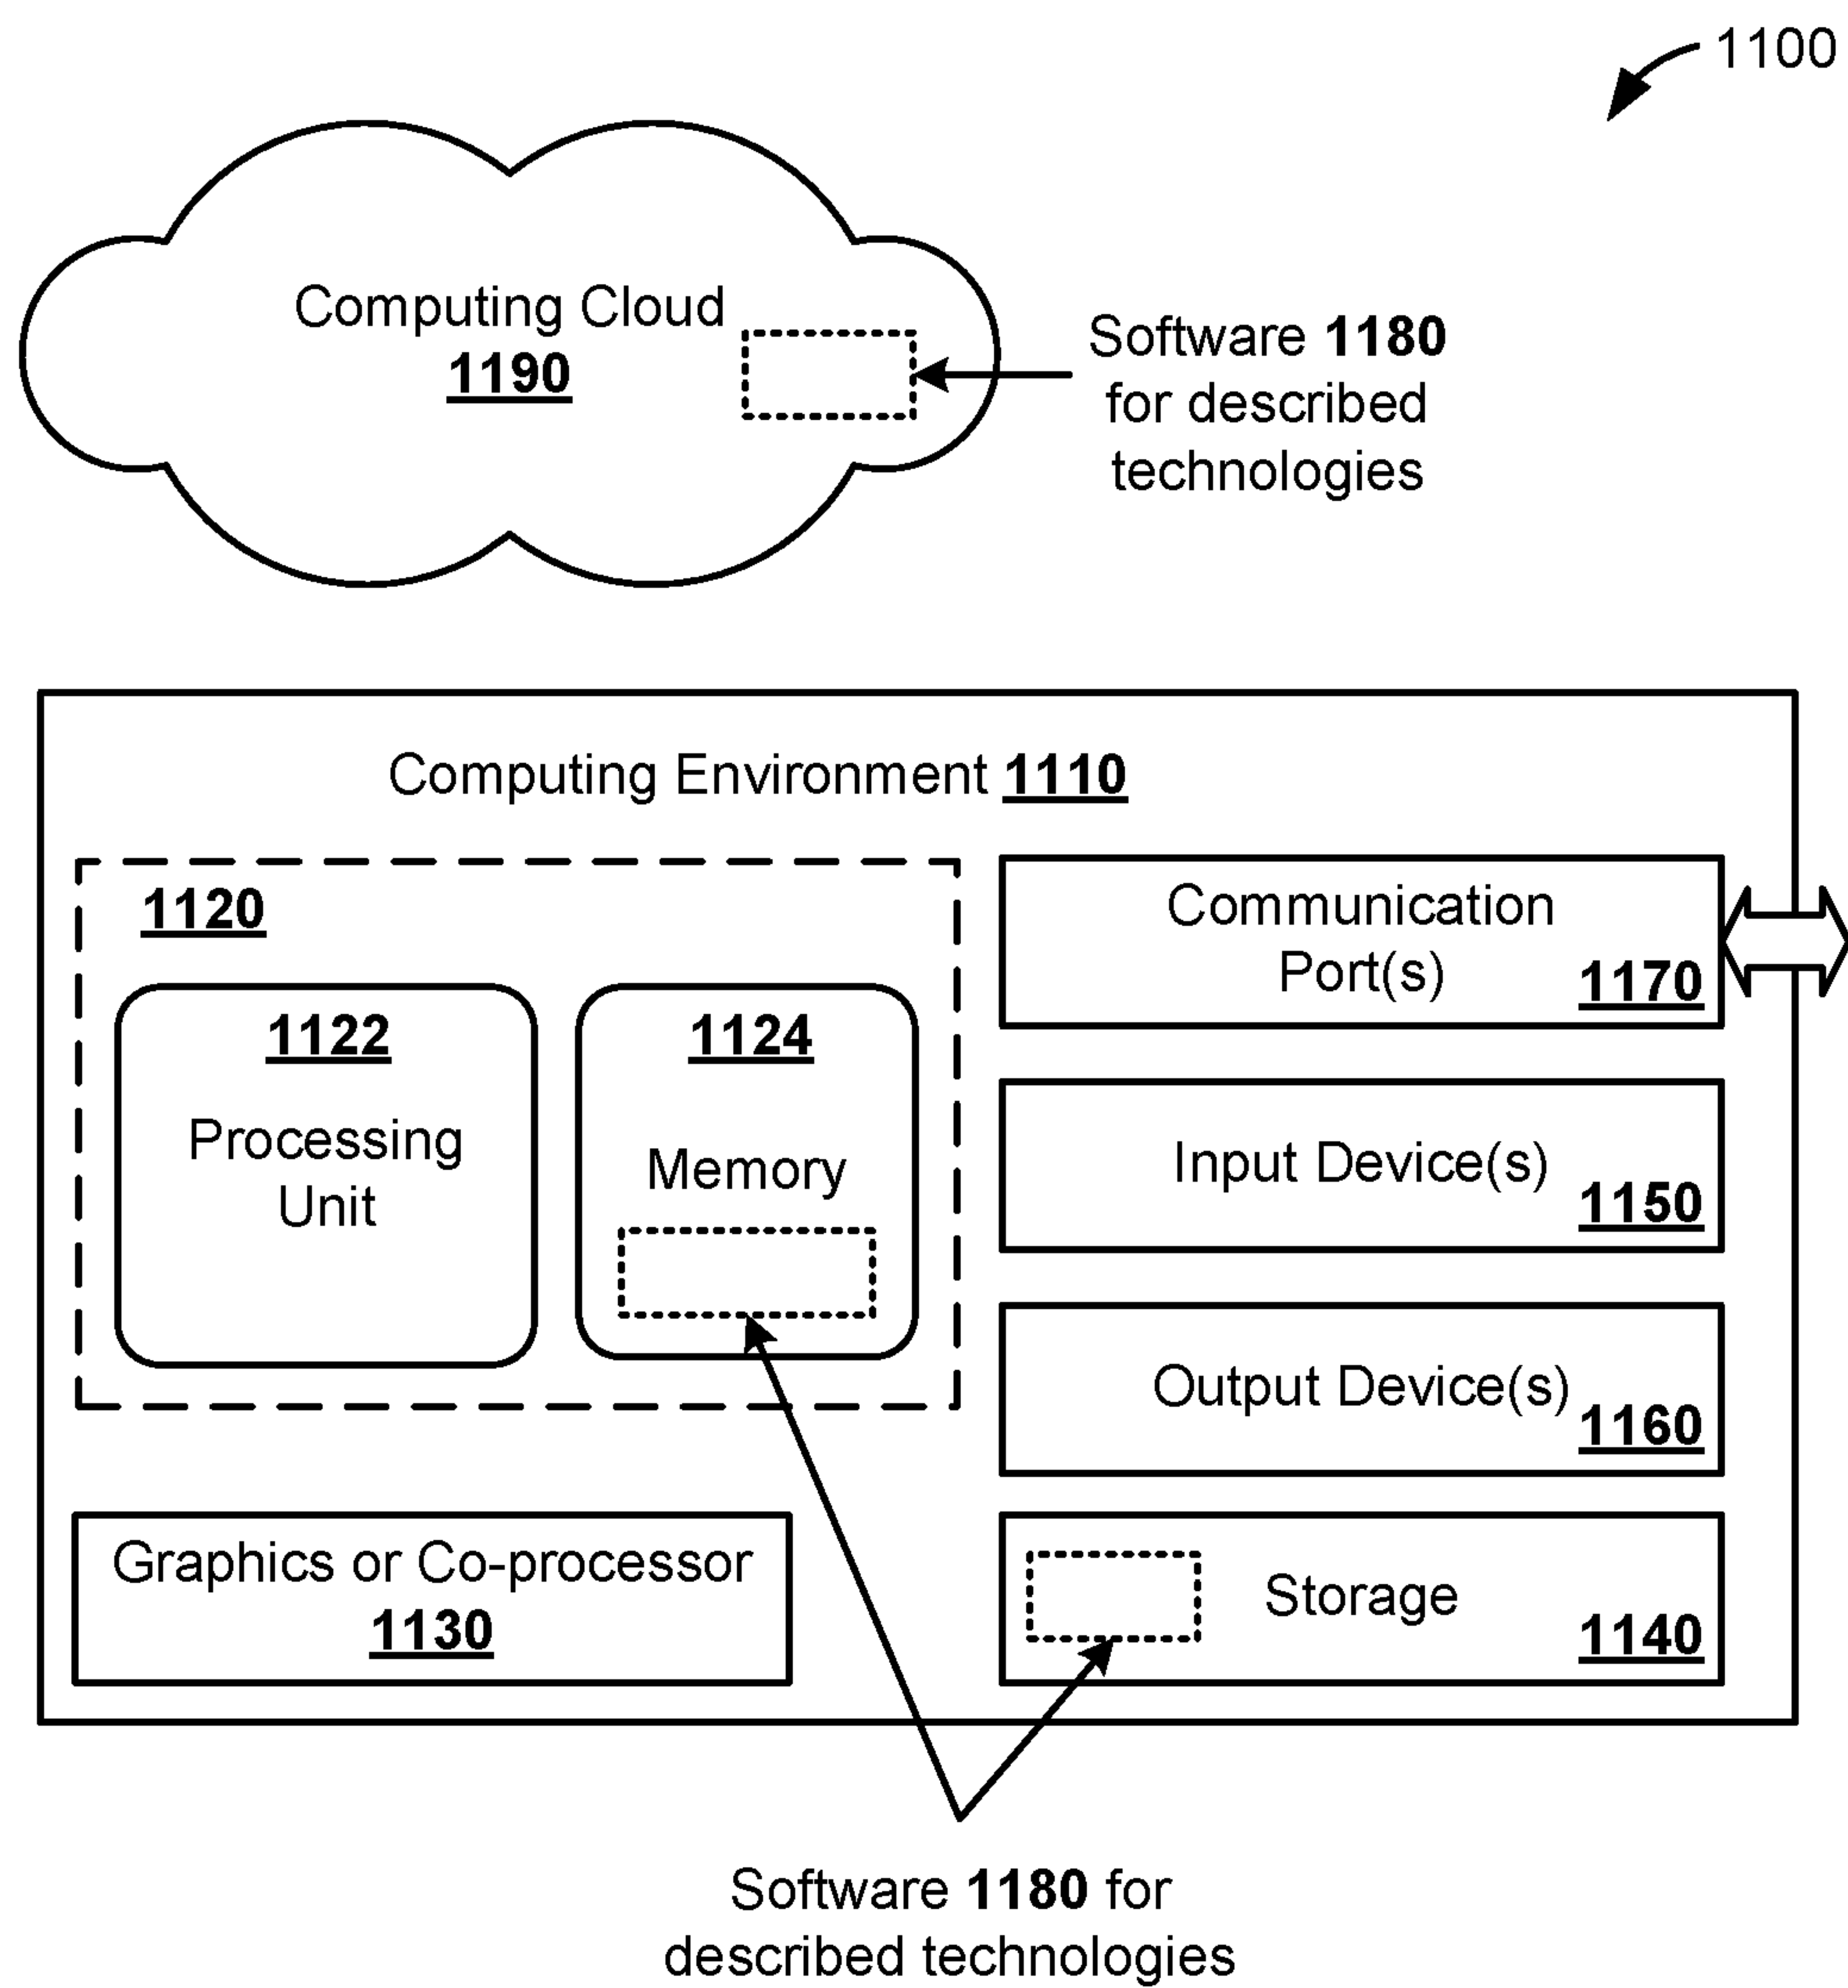 1100
Computing Cloud
1190
Software 1180
for described
technologies
Computing Environment 1110
1120
1122
Processing
Unit
1124
Memory
Communication
Port(s)
1170
Input Device(s)
1150
Output Device(s)
1160
Graphics or Co-processor
1130
Storage
1140
Software 1180 for
described technologies